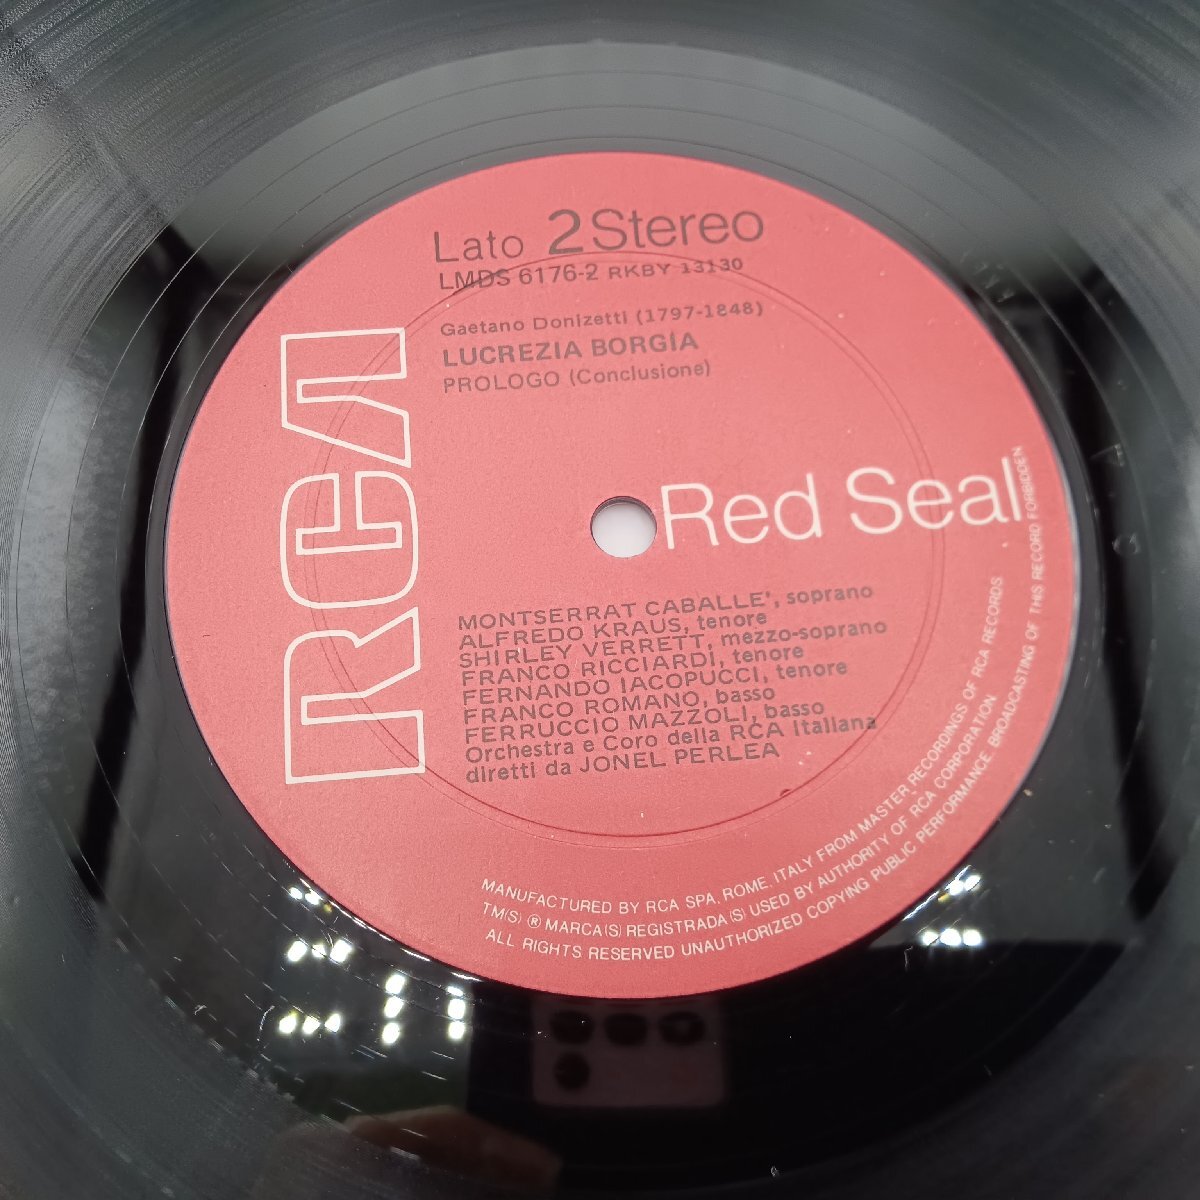 Lato 2 Stereo
LMDS 6176-2 RKBY 13130
Gaetano Donizetti (1797-1848)
LUCREZIA BORGIA
PROLOGO (Conclusione)
RCA
Red Seal
MONTSERRAT CABALLE', soprano
ALFREDO KRAUS, tenore
SHIRLEY VERRETT, mezzo-soprano
FRANCO RICCIARDI, tenore
FERNANDO IACOPUCCI, tenore
FRANCO ROMANO, basso
FERRUCCIO MAZZOLI, basso
Orchestra e Coro della RCA Italiana
diretti da JONEL PERLEA
MANUFACTURED BY RCA SPA, ROME, ITALY FROM MASTER RECORDINGS OF RCA RECORDS
TM(S) ® MARCA(S) REGISTRADA(S) USED BY AUTHORITY OF RCA CORPORATION.
ALL RIGHTS RESERVED UNAUTHORIZED COPYING PUBLIC PERFORMANCE BROADCASTING OF THIS RECORD FORBIDDEN